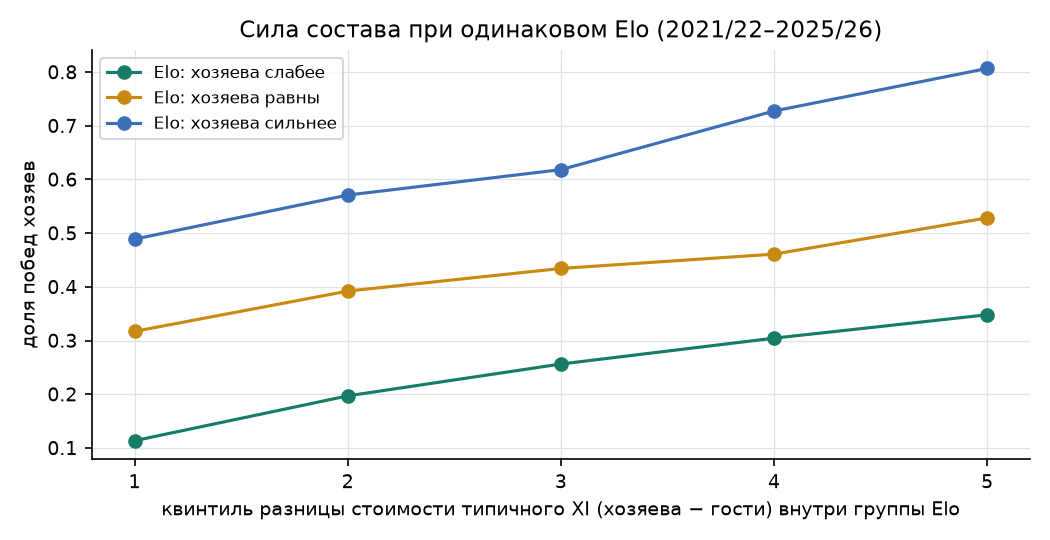 Сила состава при одинаковом Elo (2021/22–2025/26)
Elo: хозяева слабее
Elo: хозяева равны
Elo: хозяева сильнее
доля побед хозяев
0.8
0.7
0.6
0.5
0.4
0.3
0.2
0.1
1 2 3 4 5
квинтиль разницы стоимости типичного XI (хозяева − гости) внутри группы Elo